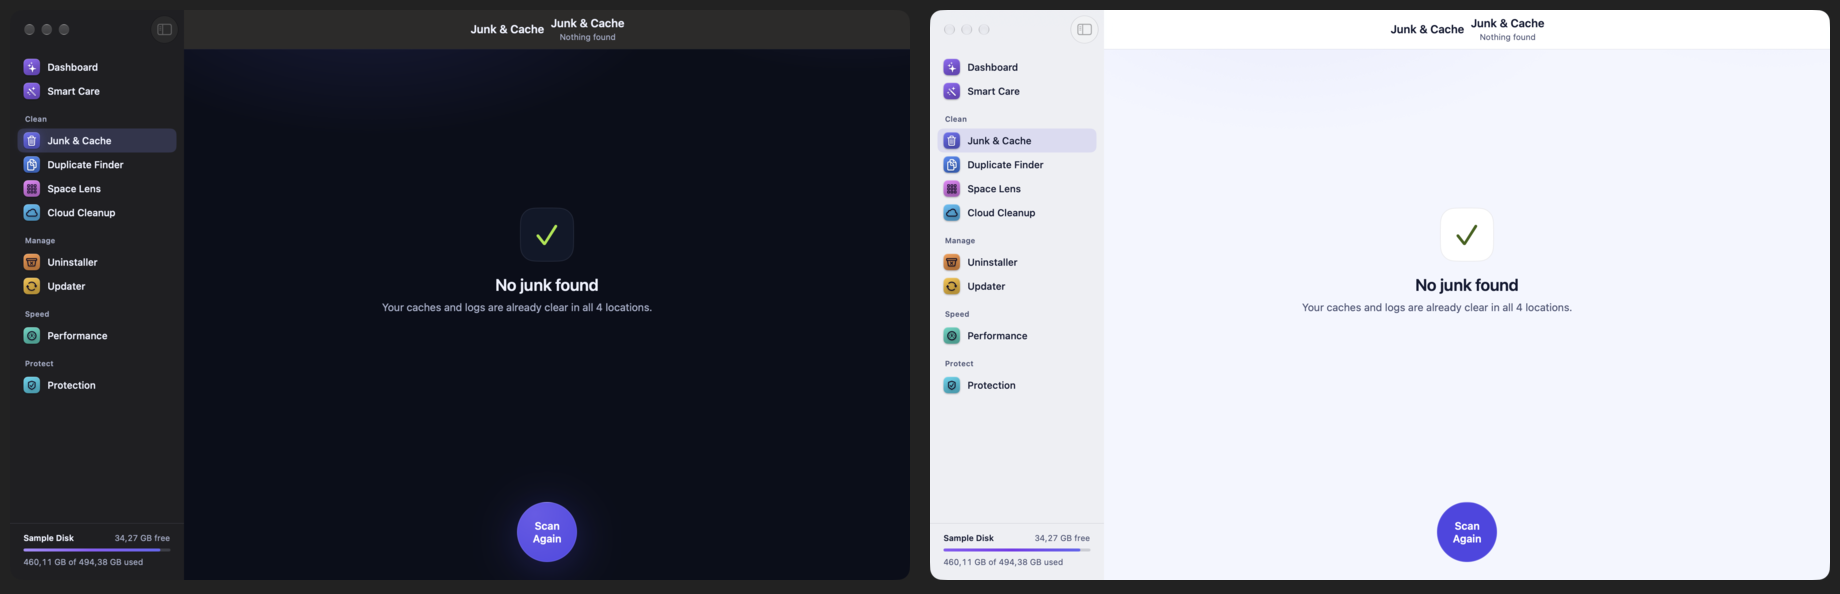 Junk & Cache
Junk & Cache
Nothing found
Dashboard
Smart Care
Clean
Junk & Cache
Duplicate Finder
Space Lens
Cloud Cleanup
Manage
Uninstaller
Updater
Speed
Performance
Protect
Protection
No junk found
Your caches and logs are already clear in all 4 locations.
Scan
Again
Sample Disk
34,27 GB free
460,11 GB of 494,38 GB used
Junk & Cache
Junk & Cache
Nothing found
Dashboard
Smart Care
Clean
Junk & Cache
Duplicate Finder
Space Lens
Cloud Cleanup
Manage
Uninstaller
Updater
Speed
Performance
Protect
Protection
No junk found
Your caches and logs are already clear in all 4 locations.
Scan
Again
Sample Disk
34,27 GB free
460,11 GB of 494,38 GB used